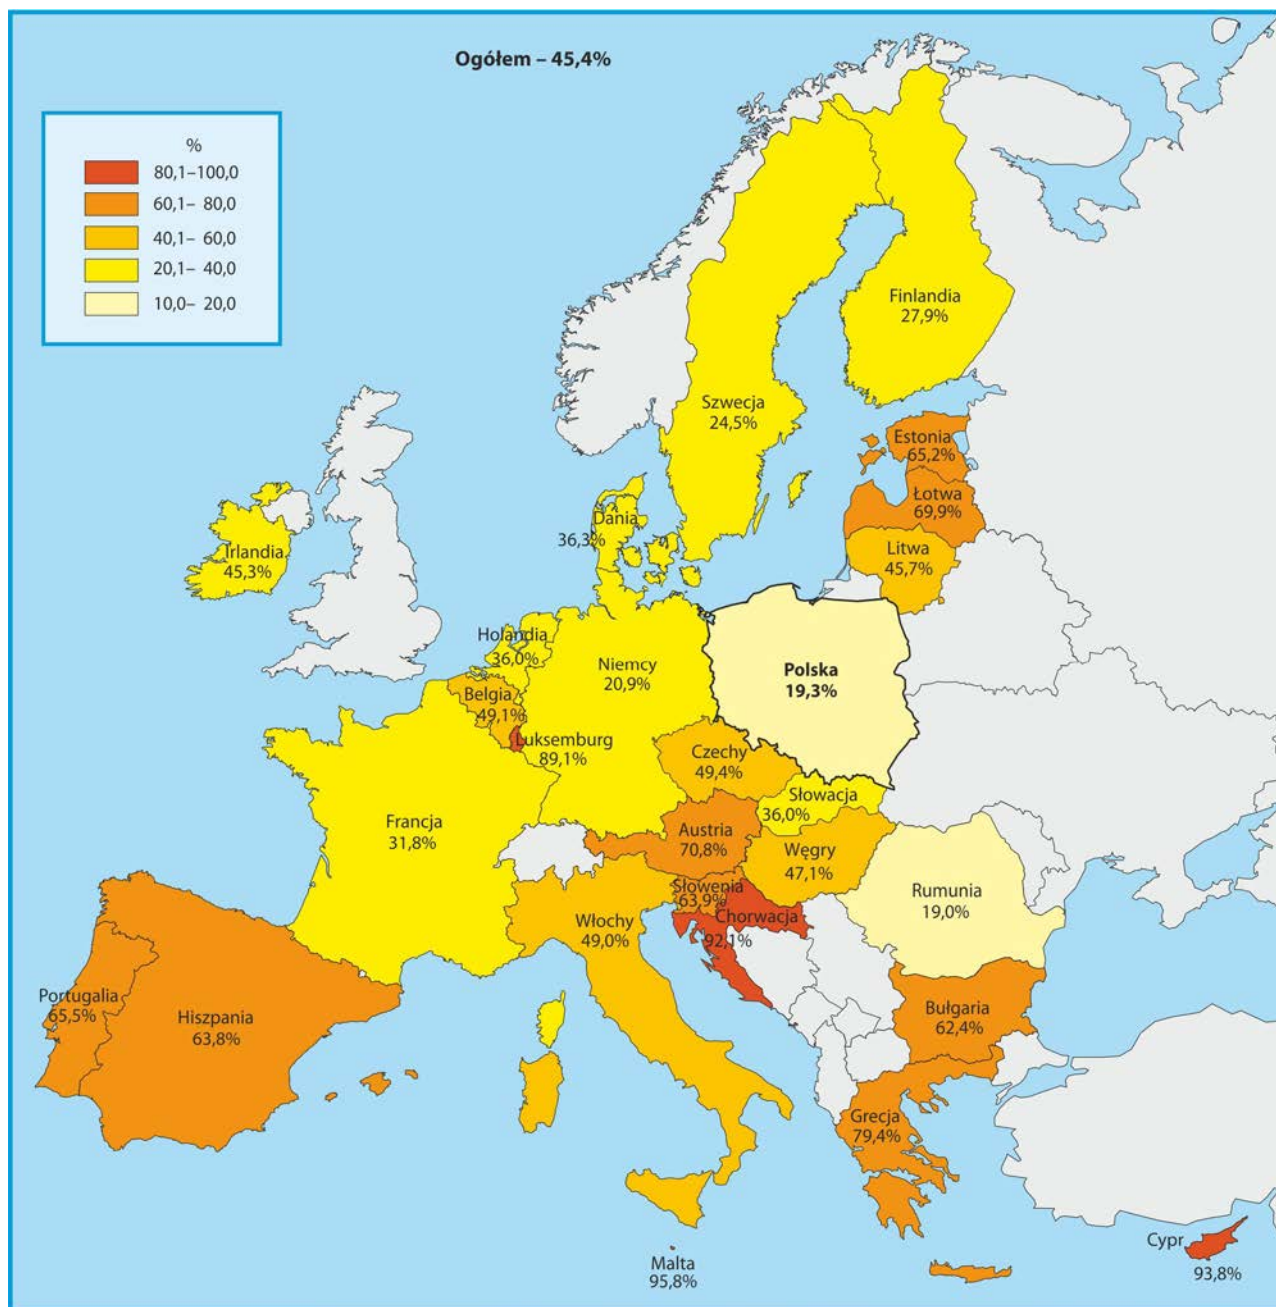 Ogółem – 45,4%
%
80,1–100,0
60,1– 80,0
40,1– 60,0
20,1– 40,0
10,0– 20,0
Finlandia
27,9%
Szwecja
24,5%
Estonia
65,2%
Łotwa
69,9%
Litwa
45,7%
Dania
36,3%
Irlandia
45,3%
Holandia
36,0%
Niemcy
20,9%
Polska
19,3%
Belgia
49,1%
Luksemburg
89,1%
Czechy
49,4%
Słowacja
36,0%
Francja
31,8%
Austria
70,8%
Węgry
47,1%
Rumunia
19,0%
Słowenia
63,9%
Chorwacja
92,1%
Włochy
49,0%
Portugalia
65,5%
Hiszpania
63,8%
Bułgaria
62,4%
Grecja
79,4%
Malta
95,8%
Cypr
93,8%